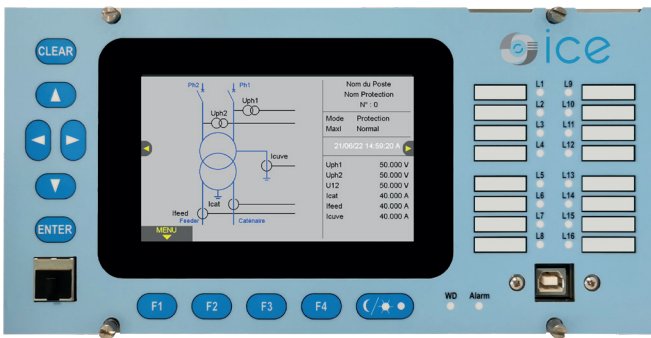 CLEAR
ENTER
ice
Ph2
Ph1
Uph1
Uph2
Icuve
Icat
Ifeed
Feeder
Caténaire
MENU
Nom du Poste
Nom Protection
N° : 0
Mode Protection
MaxI Normal
21/06/22 14:59:20 A
Uph1 50.000 V
Uph2 50.000 V
U12 50.000 V
Icat 40.000 A
Ifeed 40.000 A
Icuve 40.000 A
L1 L9
L2 L10
L3 L11
L4 L12
L5 L13
L6 L14
L7 L15
L8 L16
F1
F2
F3
F4
WD
Alarm